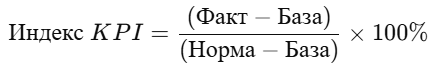 Индекс KPI = (Факт − База) / (Норма − База) × 100%